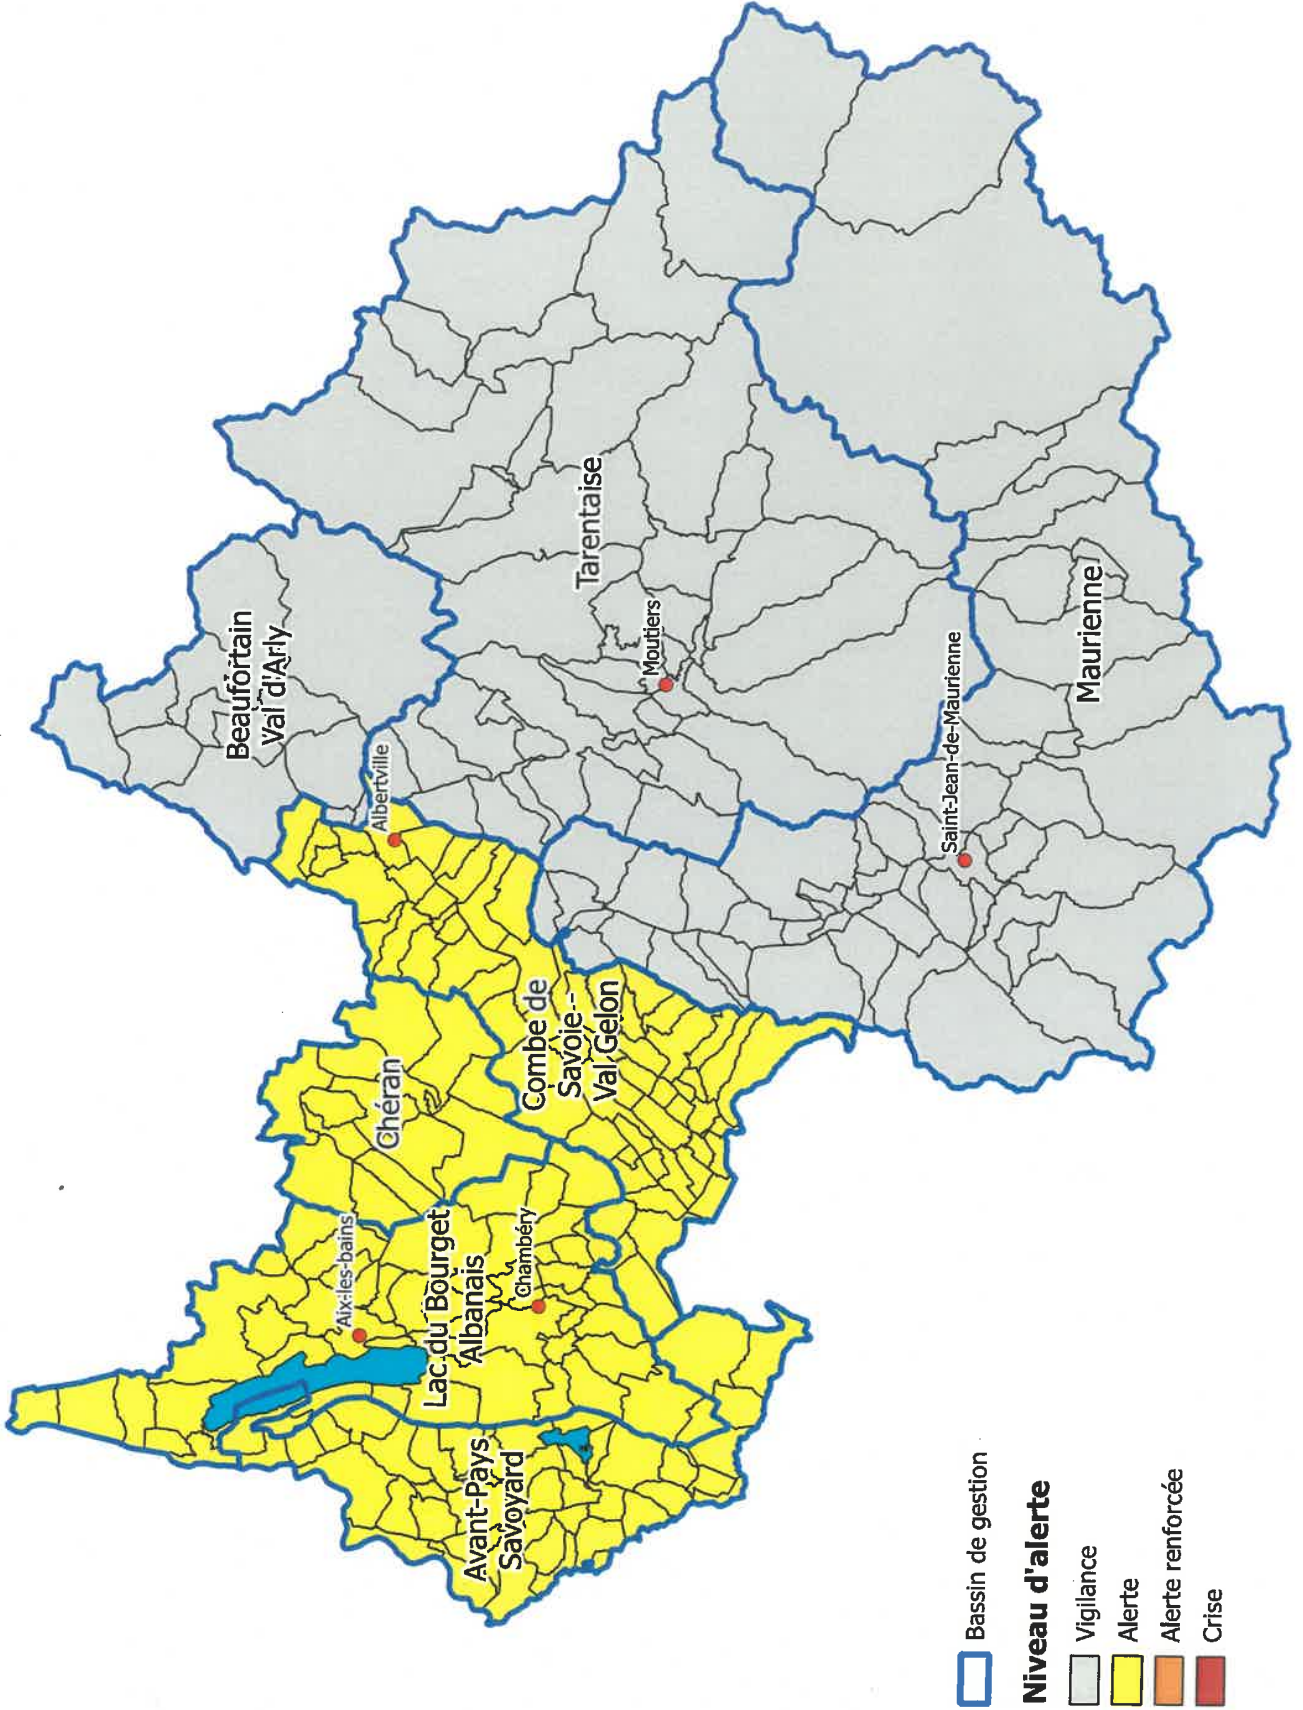 Beaufortain
Val d'Arly
Albertville
Tarentaise
Moutiers
Saint-Jean-de-Maurienne
Maurienne
Chéran
Combe de
Savoie -
Val Gelon
Aix-les-bains
Lac du Bourget
Albanais
Chambéry
Avant-Pays
Savoyard
Bassin de gestion
Niveau d'alerte
Vigilance
Alerte
Alerte renforcée
Crise